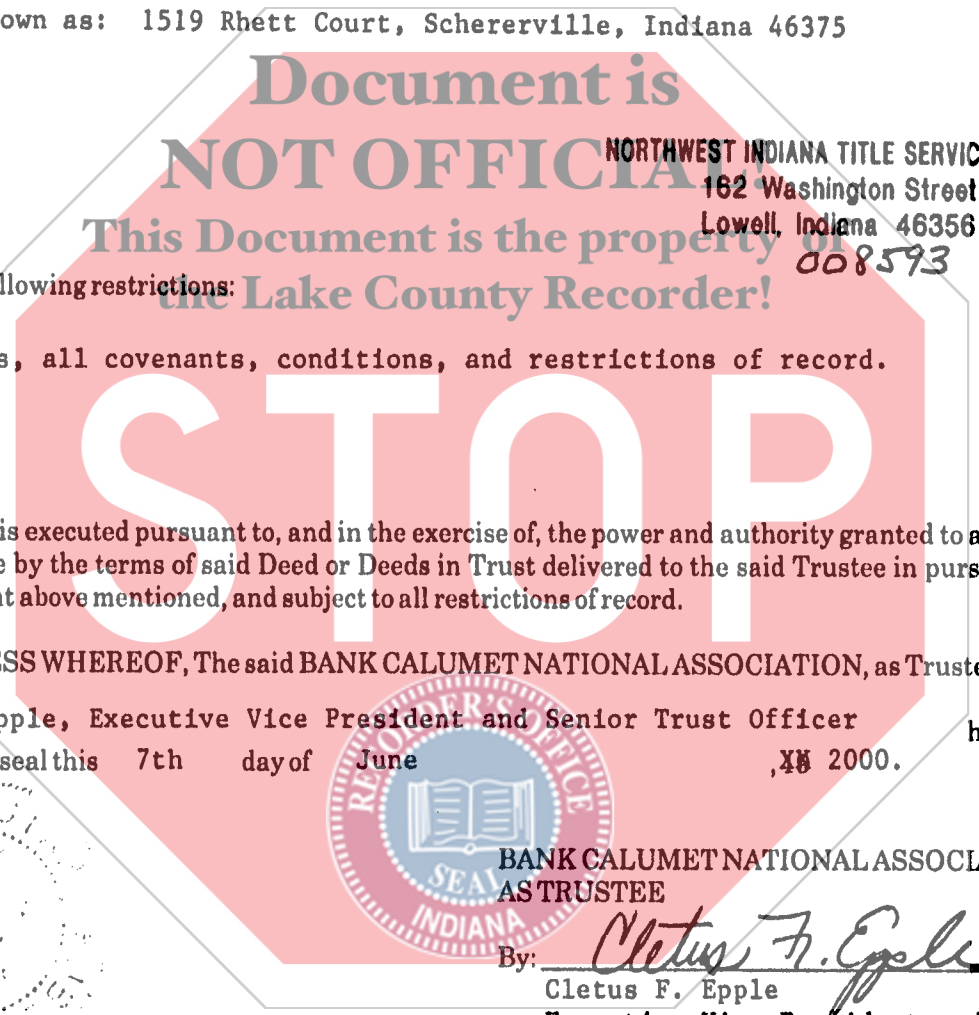 own as: 1519 Rhett Court, Schererville, Indiana 46375
Document is
NOT OFFICIAL!
NORTHWEST INDIANA TITLE SERVIC
162 Washington Street
Lowell, Indiana 46356
This Document is the property of
008593
llowing restrictions:
the Lake County Recorder!
s, all covenants, conditions, and restrictions of record.
STOP
is executed pursuant to, and in the exercise of, the power and authority granted to a
e by the terms of said Deed or Deeds in Trust delivered to the said Trustee in purs
t above mentioned, and subject to all restrictions of record.
ESS WHEREOF, The said BANK CALUMET NATIONAL ASSOCIATION, as Truste
pple, Executive Vice President and Senior Trust Officer h
seal this 7th day of June , 2000.
RECORDER'S OFFICE
SEAL
INDIANA
BANK CALUMET NATIONAL ASSOCI
AS TRUSTEE
By: Cletus F. Epple
Cletus F. Epple